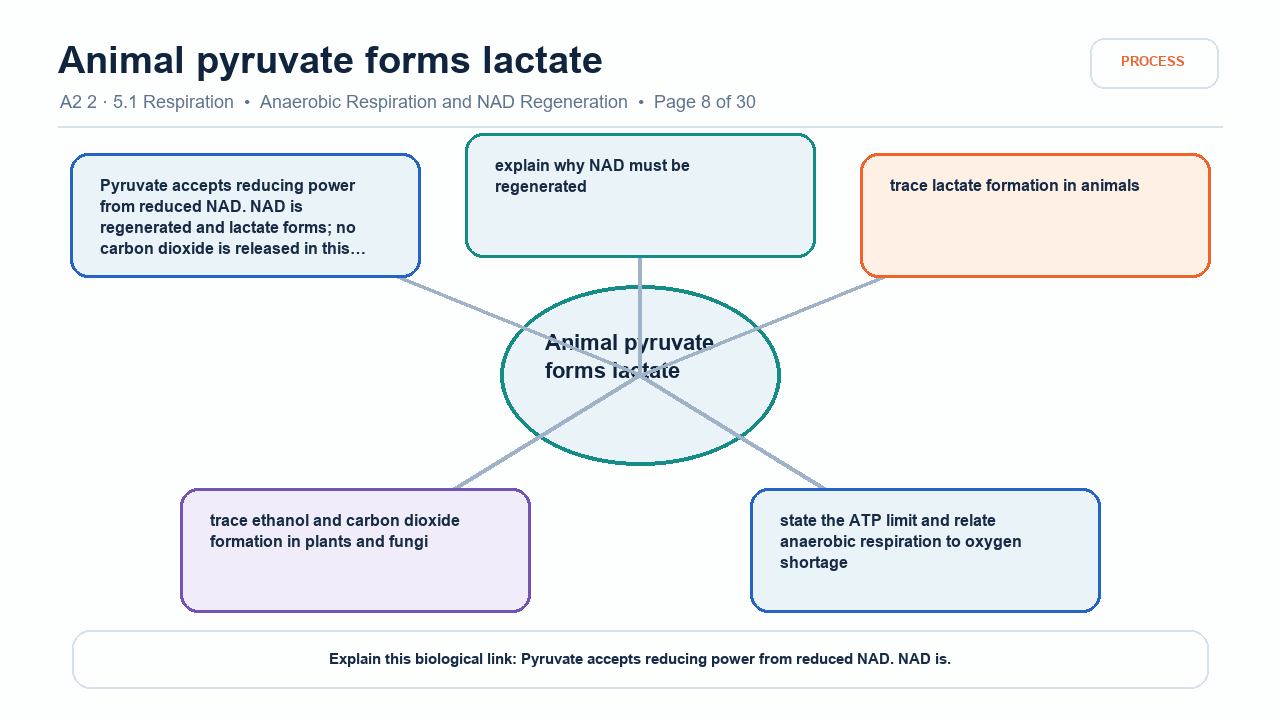 Animal pyruvate forms lactate
PROCESS
A2 2 · 5.1 Respiration • Anaerobic Respiration and NAD Regeneration • Page 8 of 30
Pyruvate accepts reducing power
from reduced NAD. NAD is
regenerated and lactate forms; no
carbon dioxide is released in this…
explain why NAD must be
regenerated
trace lactate formation in animals
Animal pyruvate
forms lactate
trace ethanol and carbon dioxide
formation in plants and fungi
state the ATP limit and relate
anaerobic respiration to oxygen
shortage
Explain this biological link: Pyruvate accepts reducing power from reduced NAD. NAD is.